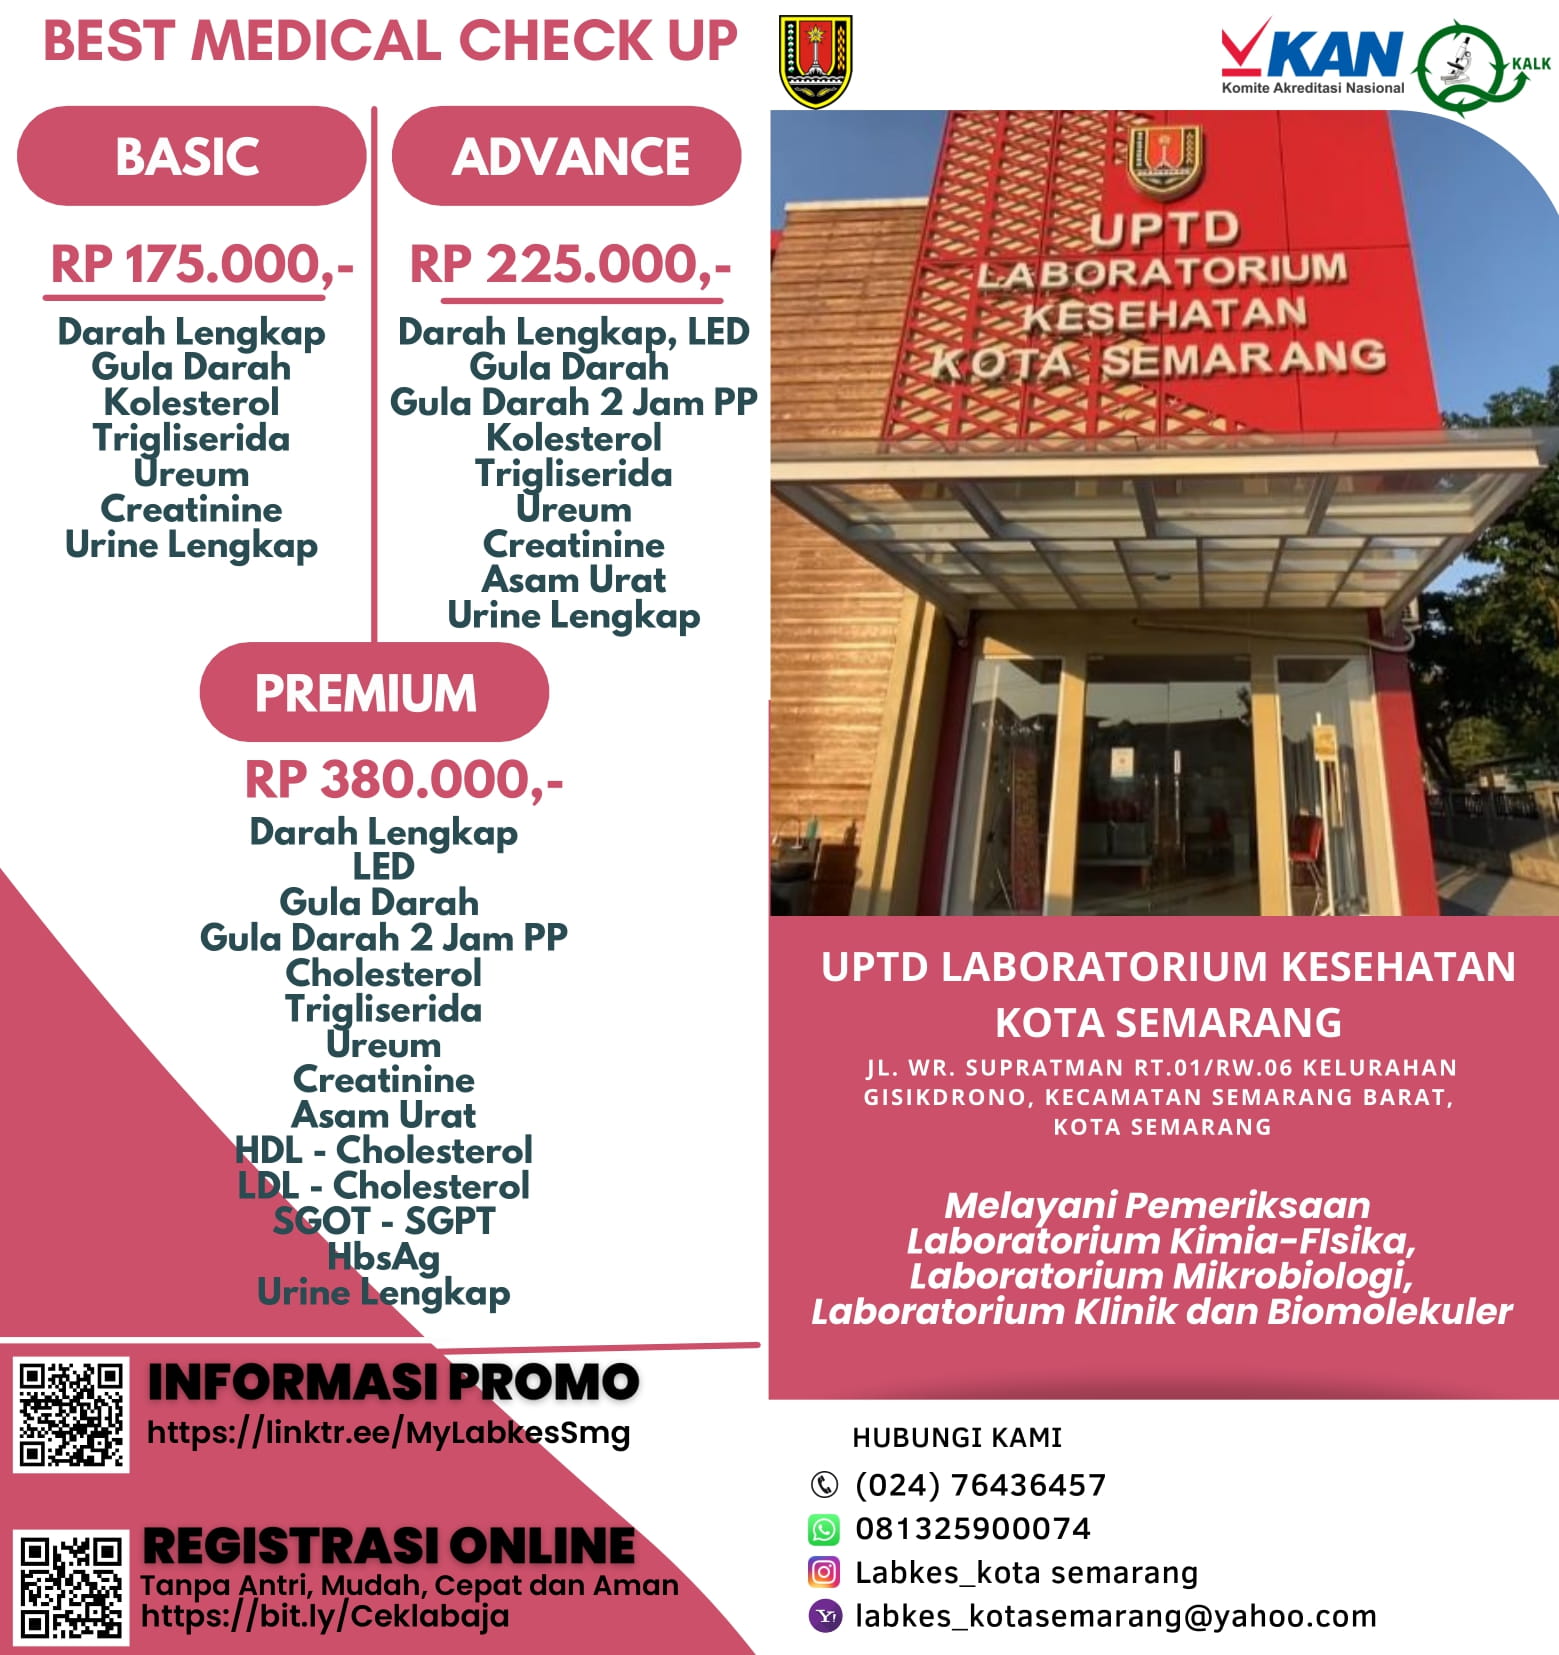 BEST MEDICAL CHECK UP
BASIC
RP 175.000,-
Darah Lengkap
Gula Darah
Kolesterol
Trigliserida
Ureum
Creatinine
Urine Lengkap
ADVANCE
RP 225.000,-
Darah Lengkap, LED
Gula Darah
Gula Darah 2 Jam PP
Kolesterol
Trigliserida
Ureum
Creatinine
Asam Urat
Urine Lengkap
PREMIUM
RP 380.000,-
Darah Lengkap
LED
Gula Darah
Gula Darah 2 Jam PP
Cholesterol
Trigliserida
Ureum
Creatinine
Asam Urat
HDL - Cholesterol
LDL - Cholesterol
SGOT - SGPT
HbsAg
Urine Lengkap
INFORMASI PROMO
https://linktr.ee/MyLabkesSmg
REGISTRASI ONLINE
Tanpa Antri, Mudah, Cepat dan Aman
https://bit.ly/Ceklabaja
KAN
Komite Akreditasi Nasional
KALK
UPTD
LABORATORIUM
KESEHATAN
KOTA SEMARANG
UPTD LABORATORIUM KESEHATAN
KOTA SEMARANG
JL. WR. SUPRATMAN RT.01/RW.06 KELURAHAN
GISIKDRONO, KECAMATAN SEMARANG BARAT,
KOTA SEMARANG
Melayani Pemeriksaan
Laboratorium Kimia-FIsika,
Laboratorium Mikrobiologi,
Laboratorium Klinik dan Biomolekuler
HUBUNGI KAMI
(024) 76436457
081325900074
Labkes_kota semarang
labkes_kotasemarang@yahoo.com